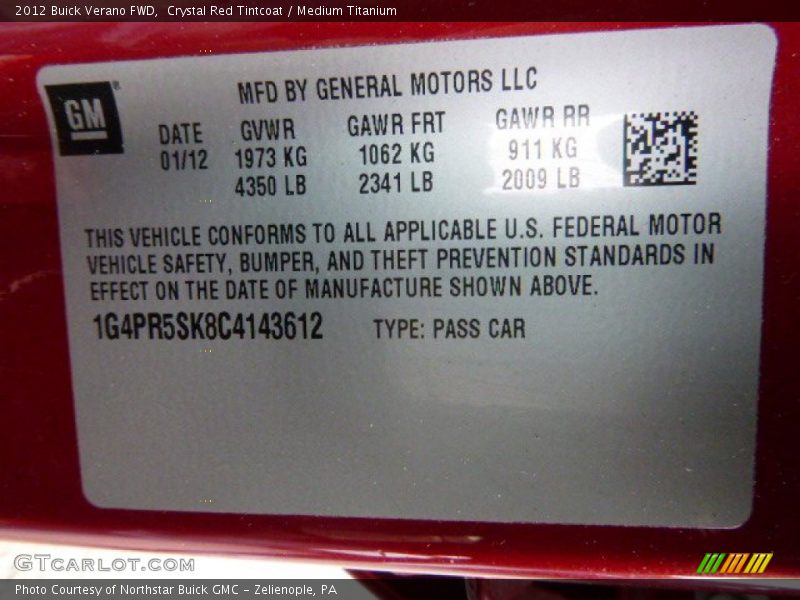 2012 Buick Verano FWD,  Crystal Red Tintcoat / Medium Titanium
GM®
MFD BY GENERAL MOTORS LLC
DATE GVWR GAWR FRT GAWR RR
01/12 1973 KG 1062 KG 911 KG
4350 LB 2341 LB 2009 LB
THIS VEHICLE CONFORMS TO ALL APPLICABLE U.S. FEDERAL MOTOR
VEHICLE SAFETY, BUMPER, AND THEFT PREVENTION STANDARDS IN
EFFECT ON THE DATE OF MANUFACTURE SHOWN ABOVE.
1G4PR5SK8C4143612 TYPE: PASS CAR
GTCARLOT.COM
Photo Courtesy of Northstar Buick GMC - Zelienople, PA